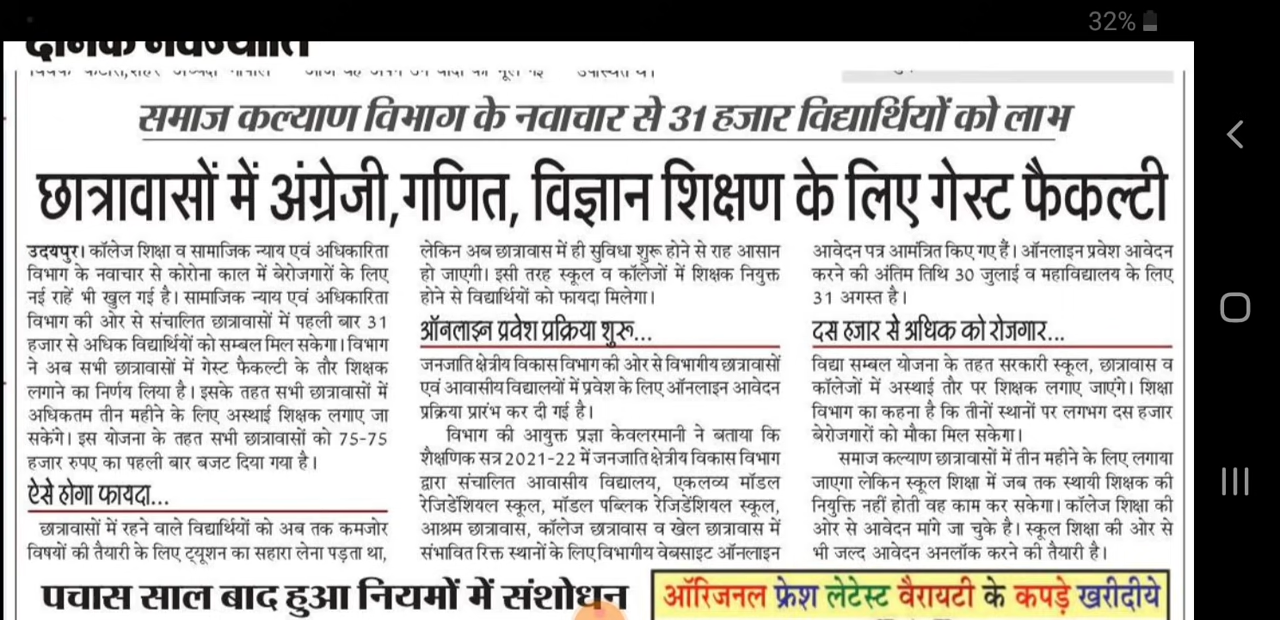 32%
दैनिक नवज्योति
समाज कल्याण विभाग के नवाचार से 31 हजार विद्यार्थियों को लाभ
छात्रावासों में अंग्रेजी,गणित, विज्ञान शिक्षण के लिए गेस्ट फैकल्टी
उदयपुर। कॉलेज शिक्षा व सामाजिक न्याय एवं अधिकारिता
विभाग के नवाचार से कोरोना काल में बेरोजगारों के लिए
नई राहें भी खुल गई है। सामाजिक न्याय एवं अधिकारिता
विभाग की ओर से संचालित छात्रावासों में पहली बार 31
हजार से अधिक विद्यार्थियों को सम्बल मिल सकेगा। विभाग
ने अब सभी छात्रावासों में गेस्ट फैकल्टी के तौर शिक्षक
लगाने का निर्णय लिया है। इसके तहत सभी छात्रावासों में
अधिकतम तीन महीने के लिए अस्थाई शिक्षक लगाए जा
सकेंगे। इस योजना के तहत सभी छात्रावासों को 75-75
हजार रुपए का पहली बार बजट दिया गया है।
ऐसे होगा फायदा...
छात्रावासों में रहने वाले विद्यार्थियों को अब तक कमजोर
विषयों की तैयारी के लिए ट्यूशन का सहारा लेना पड़ता था,
लेकिन अब छात्रावास में ही सुविधा शुरू होने से राह आसान
हो जाएगी। इसी तरह स्कूल व कॉलेजों में शिक्षक नियुक्त
होने से विद्यार्थियों को फायदा मिलेगा।
ऑनलाइन प्रवेश प्रक्रिया शुरू...
जनजाति क्षेत्रीय विकास विभाग की ओर से विभागीय छात्रावासों
एवं आवासीय विद्यालयों में प्रवेश के लिए ऑनलाइन आवेदन
प्रक्रिया प्रारंभ कर दी गई है।
विभाग की आयुक्त प्रज्ञा केवलरमानी ने बताया कि
शैक्षणिक सत्र 2021-22 में जनजाति क्षेत्रीय विकास विभाग
द्वारा संचालित आवासीय विद्यालय, एकलव्य मॉडल
रेजिडेंशियल स्कूल, मॉडल पब्लिक रेजिडेंशियल स्कूल,
आश्रम छात्रावास, कॉलेज छात्रावास व खेल छात्रावास में
संभावित रिक्त स्थानों के लिए विभागीय वेबसाइट ऑनलाइन
आवेदन पत्र आमंत्रित किए गए हैं। ऑनलाइन प्रवेश आवेदन
करने की अंतिम तिथि 30 जुलाई व महाविद्यालय के लिए
31 अगस्त है।
दस हजार से अधिक को रोजगार...
विद्या सम्बल योजना के तहत सरकारी स्कूल, छात्रावास व
कॉलेजों में अस्थाई तौर पर शिक्षक लगाए जाएंगे। शिक्षा
विभाग का कहना है कि तीनों स्थानों पर लगभग दस हजार
बेरोजगारों को मौका मिल सकेगा।
समाज कल्याण छात्रावासों में तीन महीने के लिए लगाया
जाएगा लेकिन स्कूल शिक्षा में जब तक स्थायी शिक्षक की
नियुक्ति नहीं होती वह काम कर सकेगा। कॉलेज शिक्षा की
ओर से आवेदन मांगे जा चुके है। स्कूल शिक्षा की ओर से
भी जल्द आवेदन अनलॉक करने की तैयारी है।
पचास साल बाद हुआ नियमों में संशोधन
ऑरिजनल फ्रेश लेटेस्ट वैरायटी के कपड़े खरीदीये